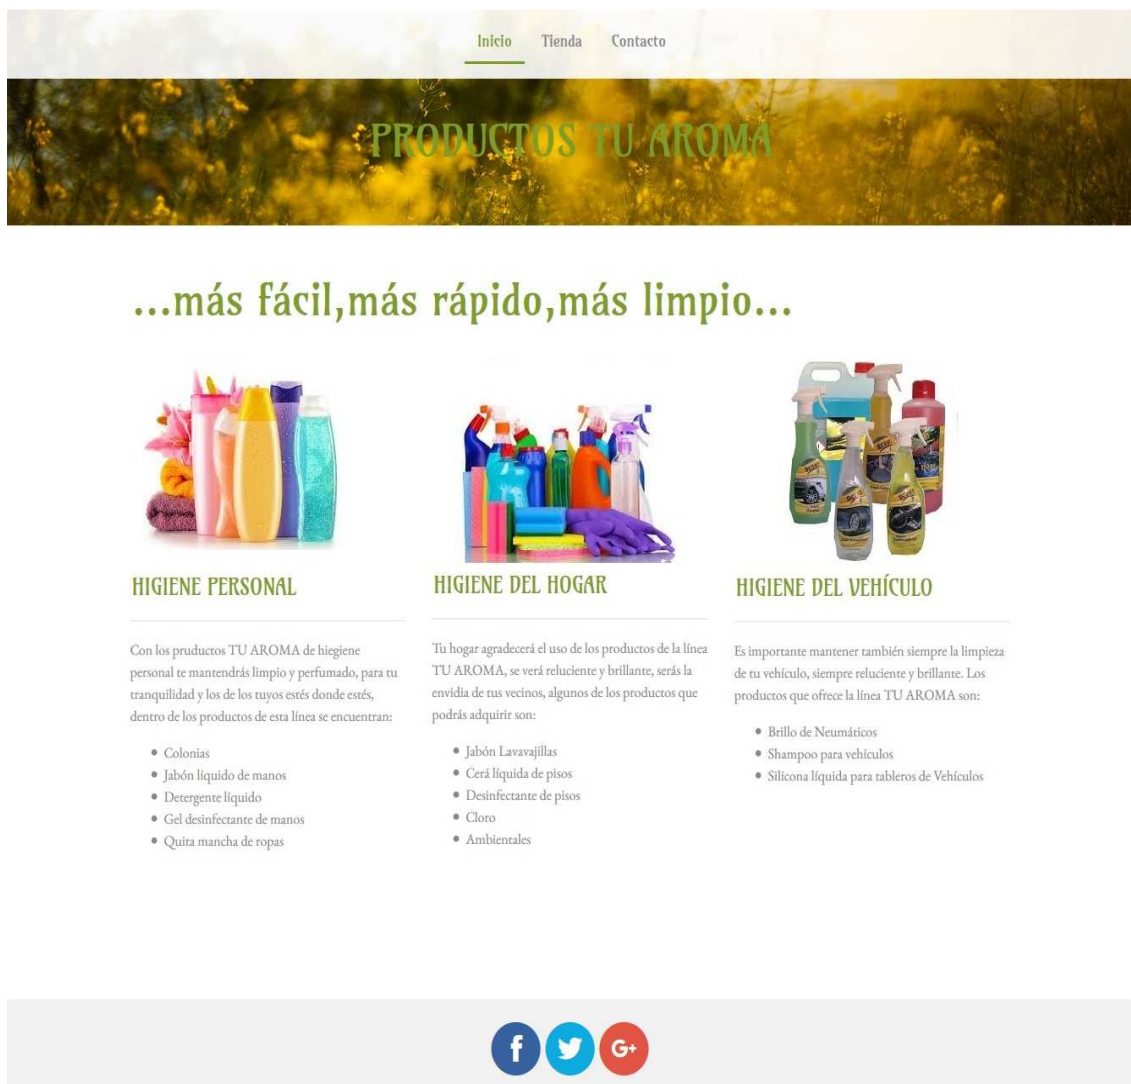 Inicio Tienda Contacto
PRODUCTOS TU AROMA
...más fácil,más rápido,más limpio...
HIGIENE PERSONAL
Con los pruductos TU AROMA de hiegiene
personal te mantendrás limpio y perfumado, para tu
tranquilidad y los de los tuyos estés donde estés,
dentro de los productos de esta línea se encuentran:
• Colonias
• Jabón líquido de manos
• Detergente líquido
• Gel desinfectante de manos
• Quita mancha de ropas
HIGIENE DEL HOGAR
Tu hogar agradecerá el uso de los productos de la línea
TU AROMA, se verá reluciente y brillante, serás la
envidia de tus vecinos, algunos de los productos que
podrás adquirir son:
• Jabón Lavavajillas
• Cerá líquida de pisos
• Desinfectante de pisos
• Cloro
• Ambientales
HIGIENE DEL VEHÍCULO
Es importante mantener también siempre la limpieza
de tu vehículo, siempre reluciente y brillante. Los
productos que ofrece la línea TU AROMA son:
• Brillo de Neumáticos
• Shampoo para vehículos
• Silicona líquida para tableros de Vehículos
f
G+